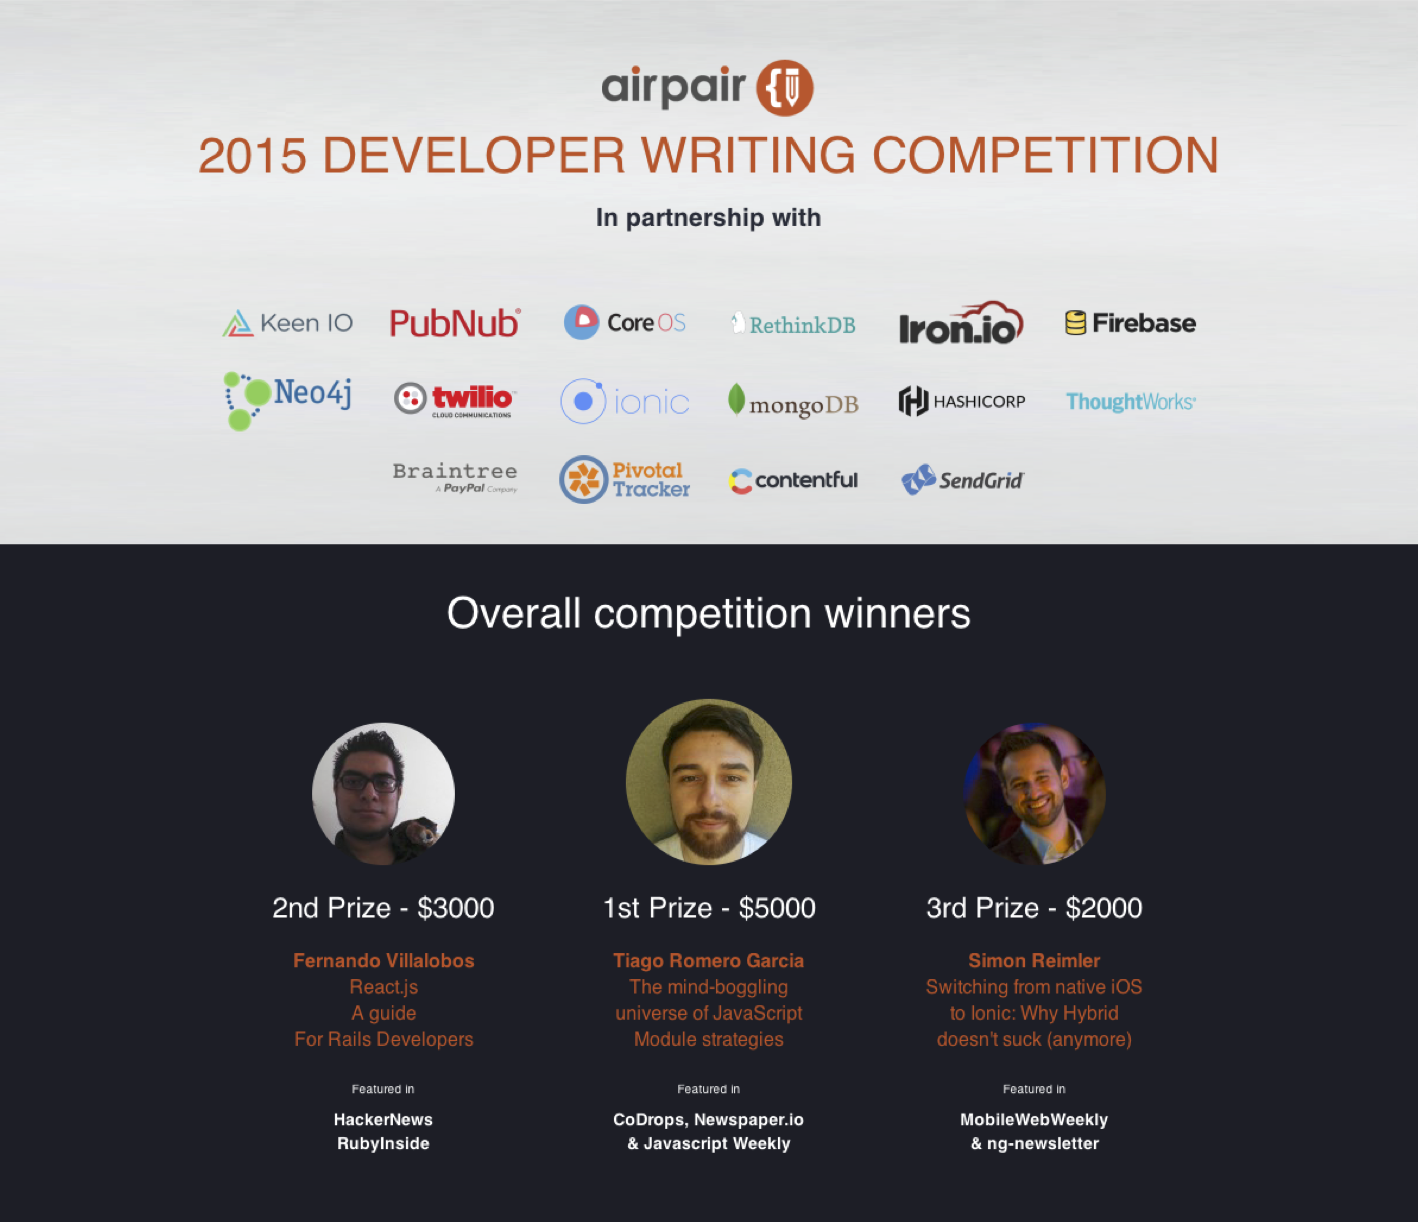 airpair
2015 DEVELOPER WRITING COMPETITION
In partnership with
Keen IO PubNub® CoreOS RethinkDB Iron.io Firebase
Neo4j twilio ionic mongoDB HASHICORP ThoughtWorks®
CLOUD COMMUNICATIONS
Braintree Pivotal Tracker contentful SendGrid
A PayPal Company
Overall competition winners
2nd Prize - $3000
Fernando Villalobos
React.js
A guide
For Rails Developers
Featured in
HackerNews
RubyInside
1st Prize - $5000
Tiago Romero Garcia
The mind-boggling
universe of JavaScript
Module strategies
Featured in
CoDrops, Newspaper.io
& Javascript Weekly
3rd Prize - $2000
Simon Reimler
Switching from native iOS
to Ionic: Why Hybrid
doesn't suck (anymore)
Featured in
MobileWebWeekly
& ng-newsletter